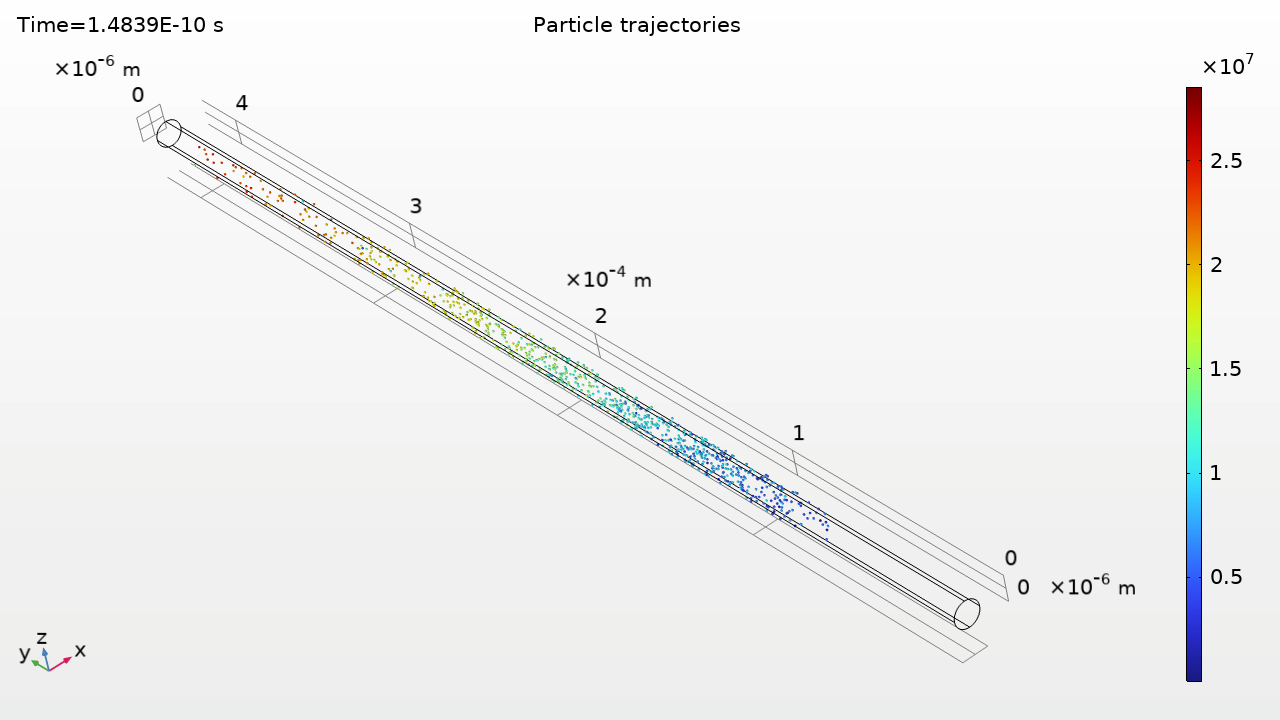 Time=1.4839E-10 s
Particle trajectories
×10⁻⁶ m
0
4
3
×10⁻⁴ m
2
1
0
0 ×10⁻⁶ m
×10⁷
2.5
2
1.5
1
0.5
z
y
x